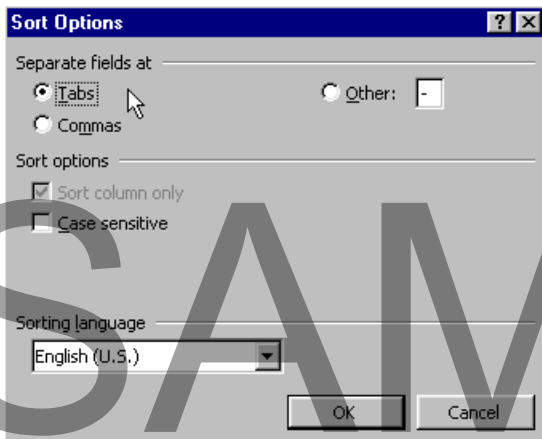 Sort Options
Separate fields at
Tabs
Other: -
Commas
Sort options
Sort column only
Case sensitive
Sorting language
English (U.S.)
OK Cancel
SAM